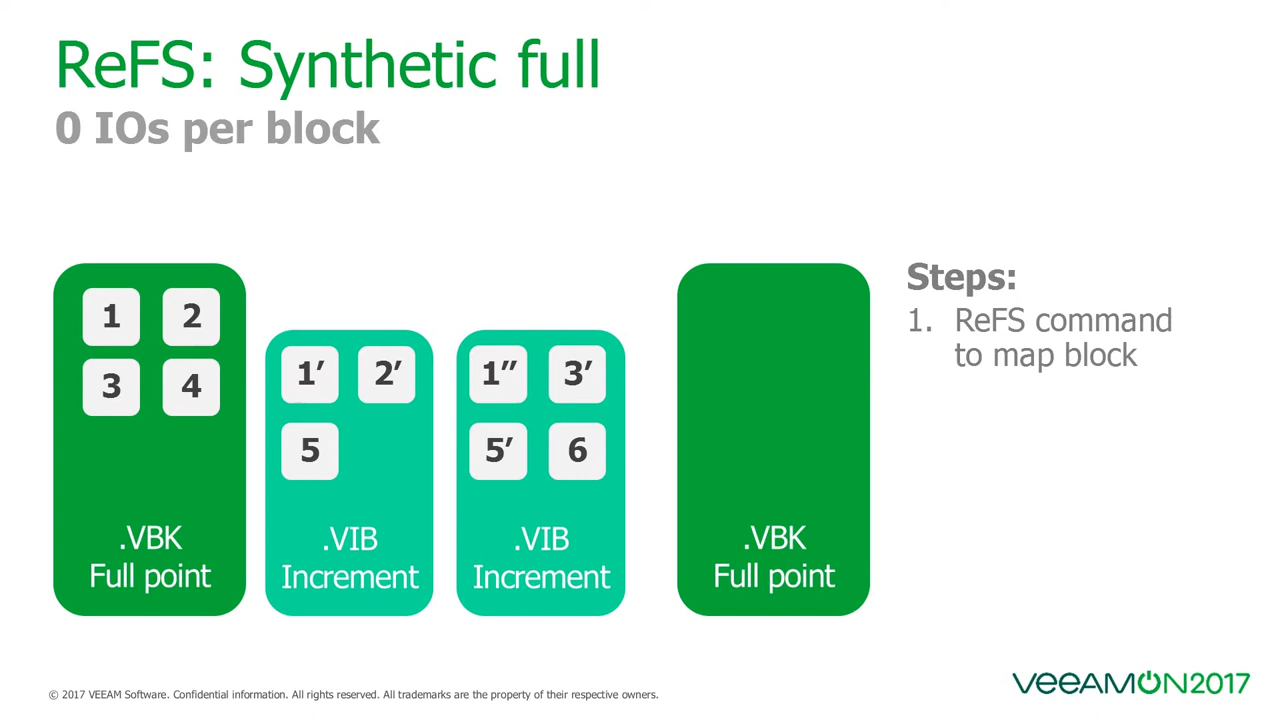 ReFS: Synthetic full
0 IOs per block
1 2
3 4
.VBK
Full point
1′ 2′
5
.VIB
Increment
1″ 3′
5′ 6
.VIB
Increment
.VBK
Full point
Steps:
1. ReFS command
to map block
© 2017 VEEAM Software. Confidential information. All rights reserved. All trademarks are the property of their respective owners.
VEEAMON2017